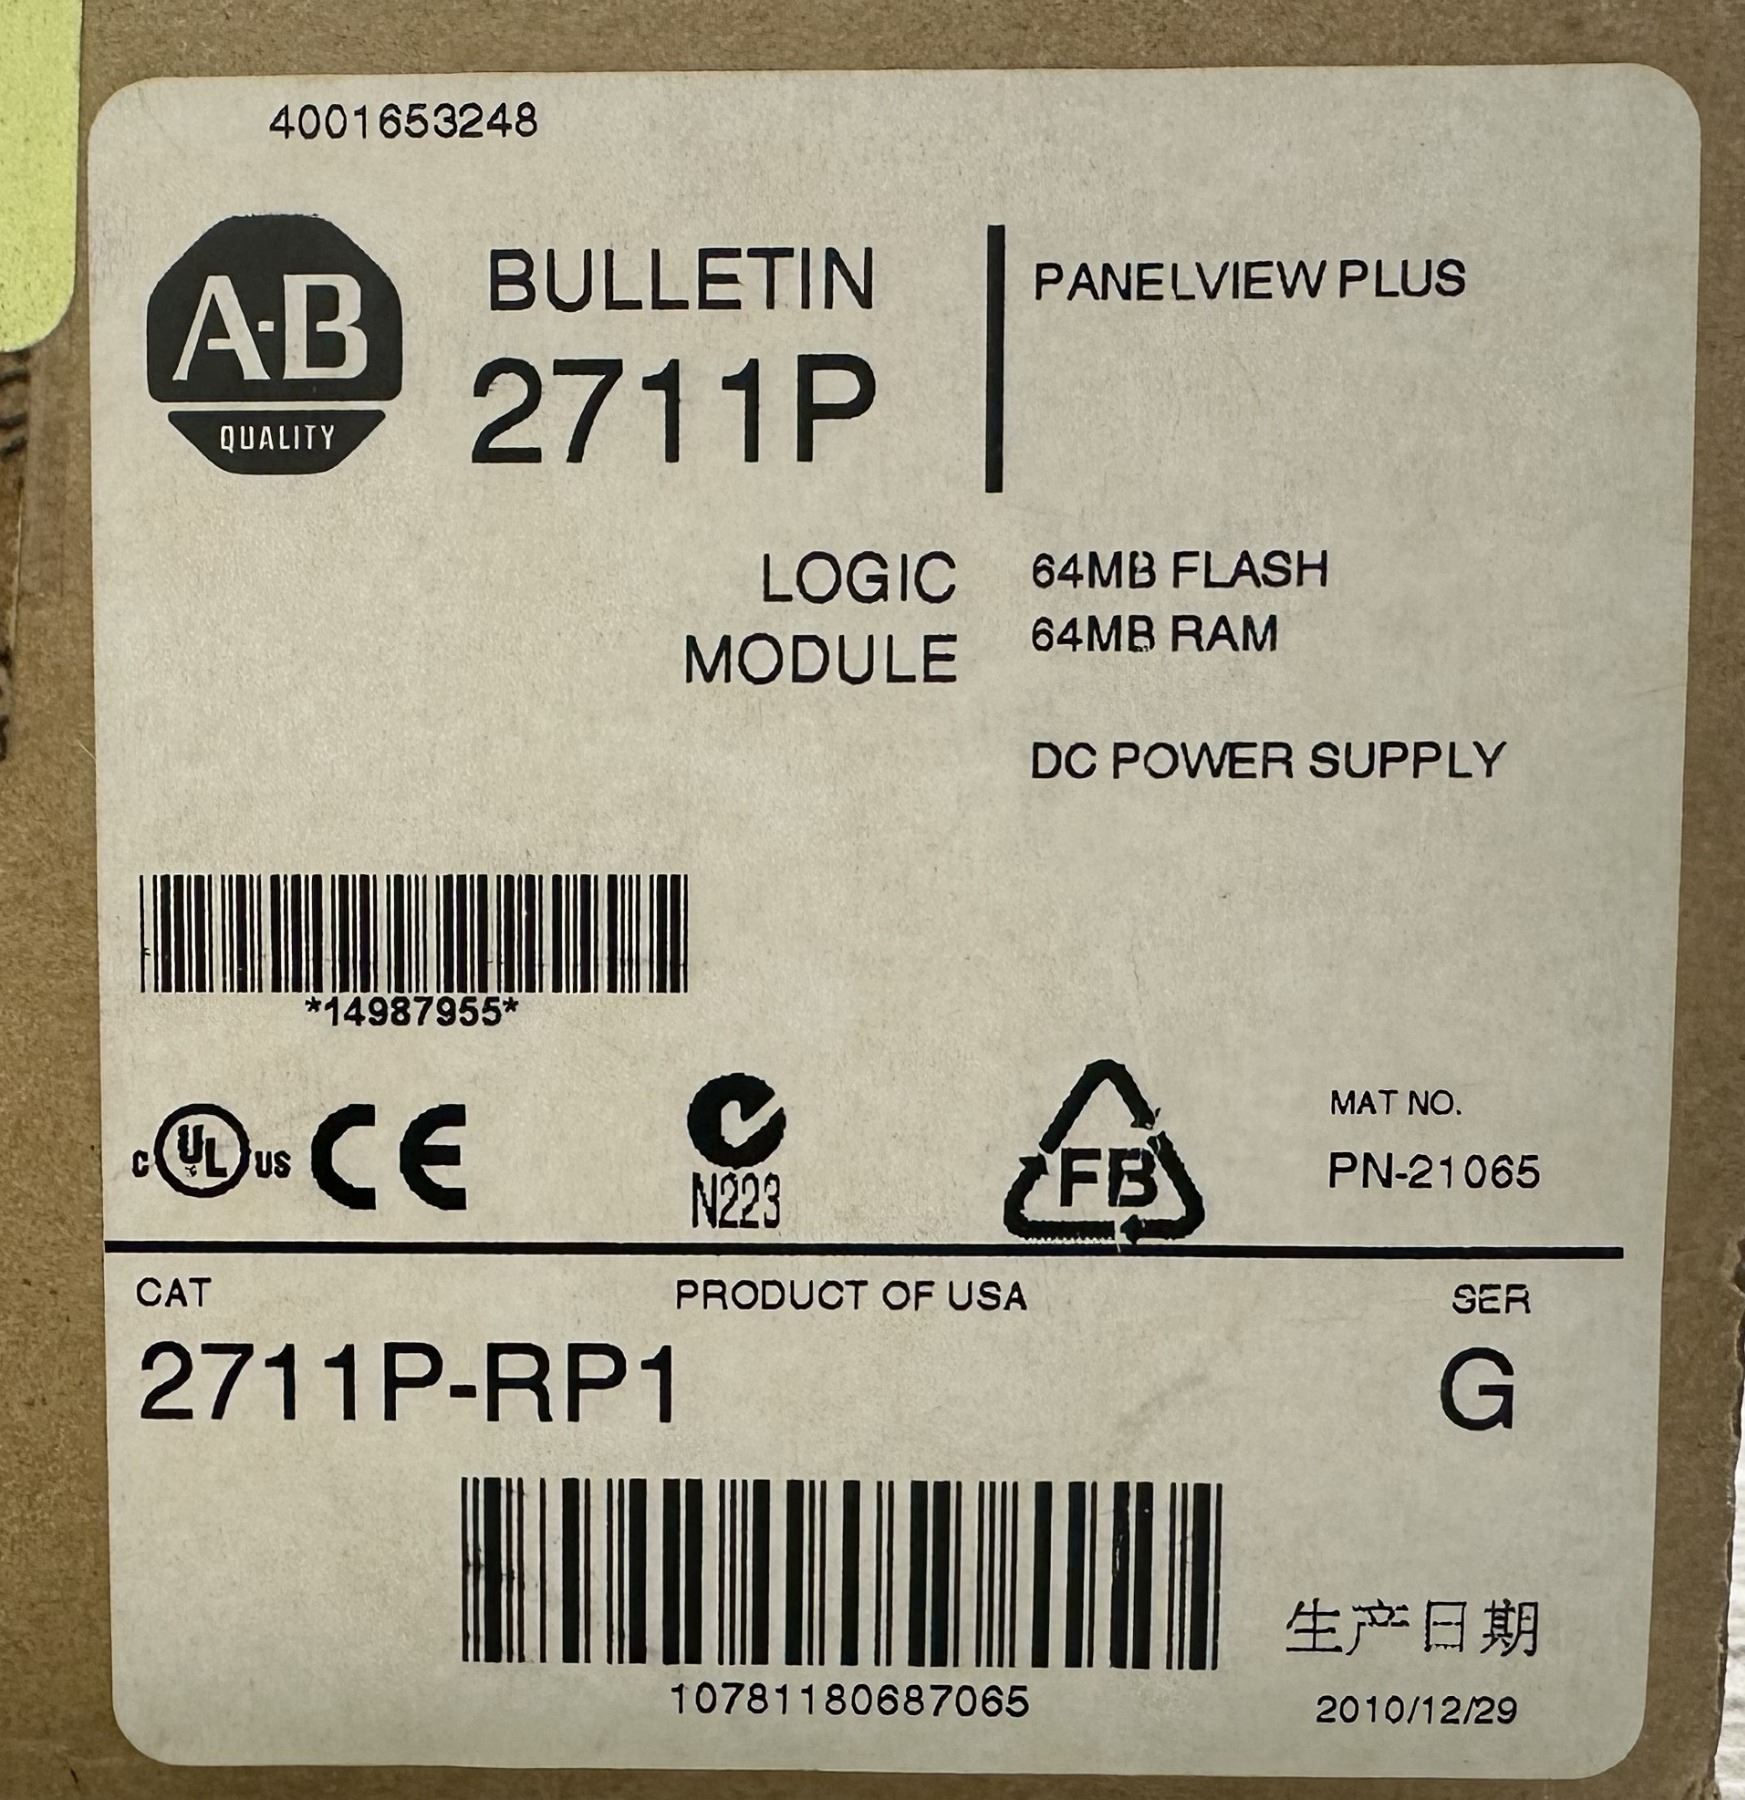 4001653248
A-B
QUALITY
BULLETIN
2711P
PANELVIEW PLUS
LOGIC
MODULE
64MB FLASH
64MB RAM
DC POWER SUPPLY
*14987955*
C UL US CE
N223
FB
MAT NO.
PN-21065
CAT
PRODUCT OF USA
SER
2711P-RP1
G
10781180687065
生产日期
2010/12/29